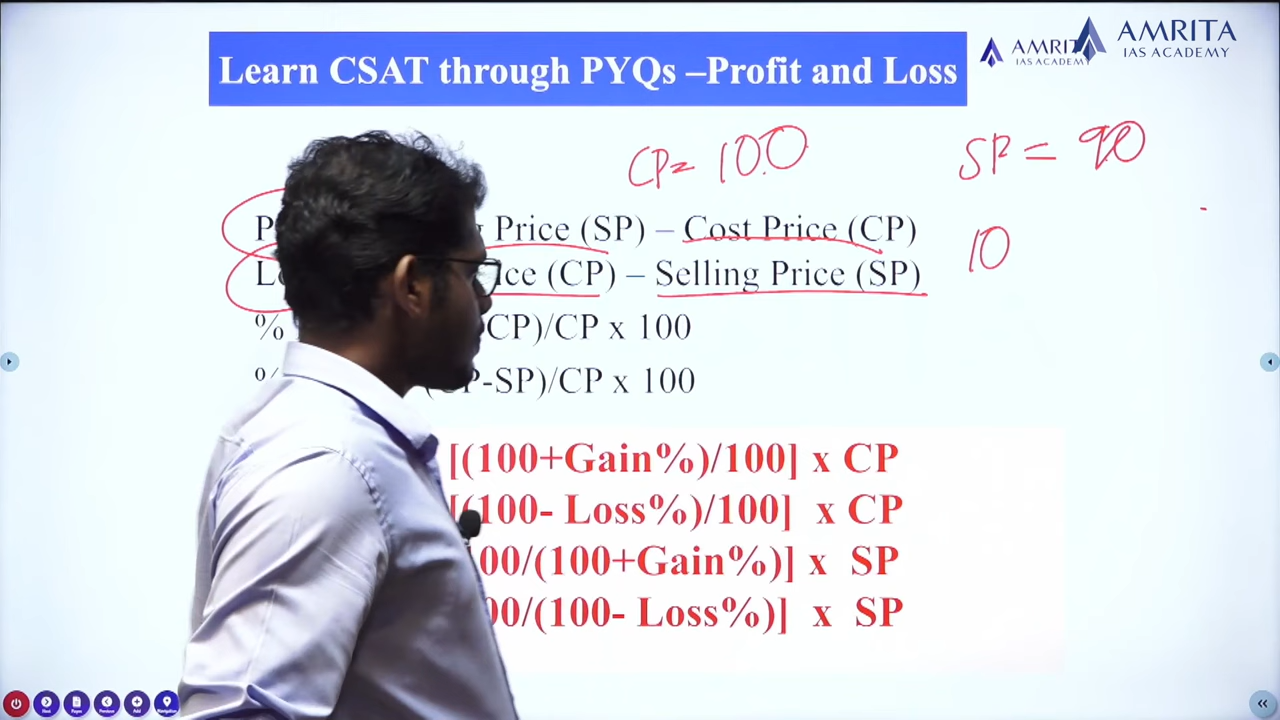 Learn CSAT through PYQs –Profit and Loss
AMRITA
IAS ACADEMY
AMRITA
IAS ACADEMY
CP= 100
SP = 90
Price (SP) – Cost Price (CP)
10
(CP) – Selling Price (SP)
% CP)/CP x 100
-SP)/CP x 100
[(100+Gain%)/100] x CP
[(100- Loss%)/100] x CP
00/(100+Gain%)] x SP
00/(100- Loss%)] x SP